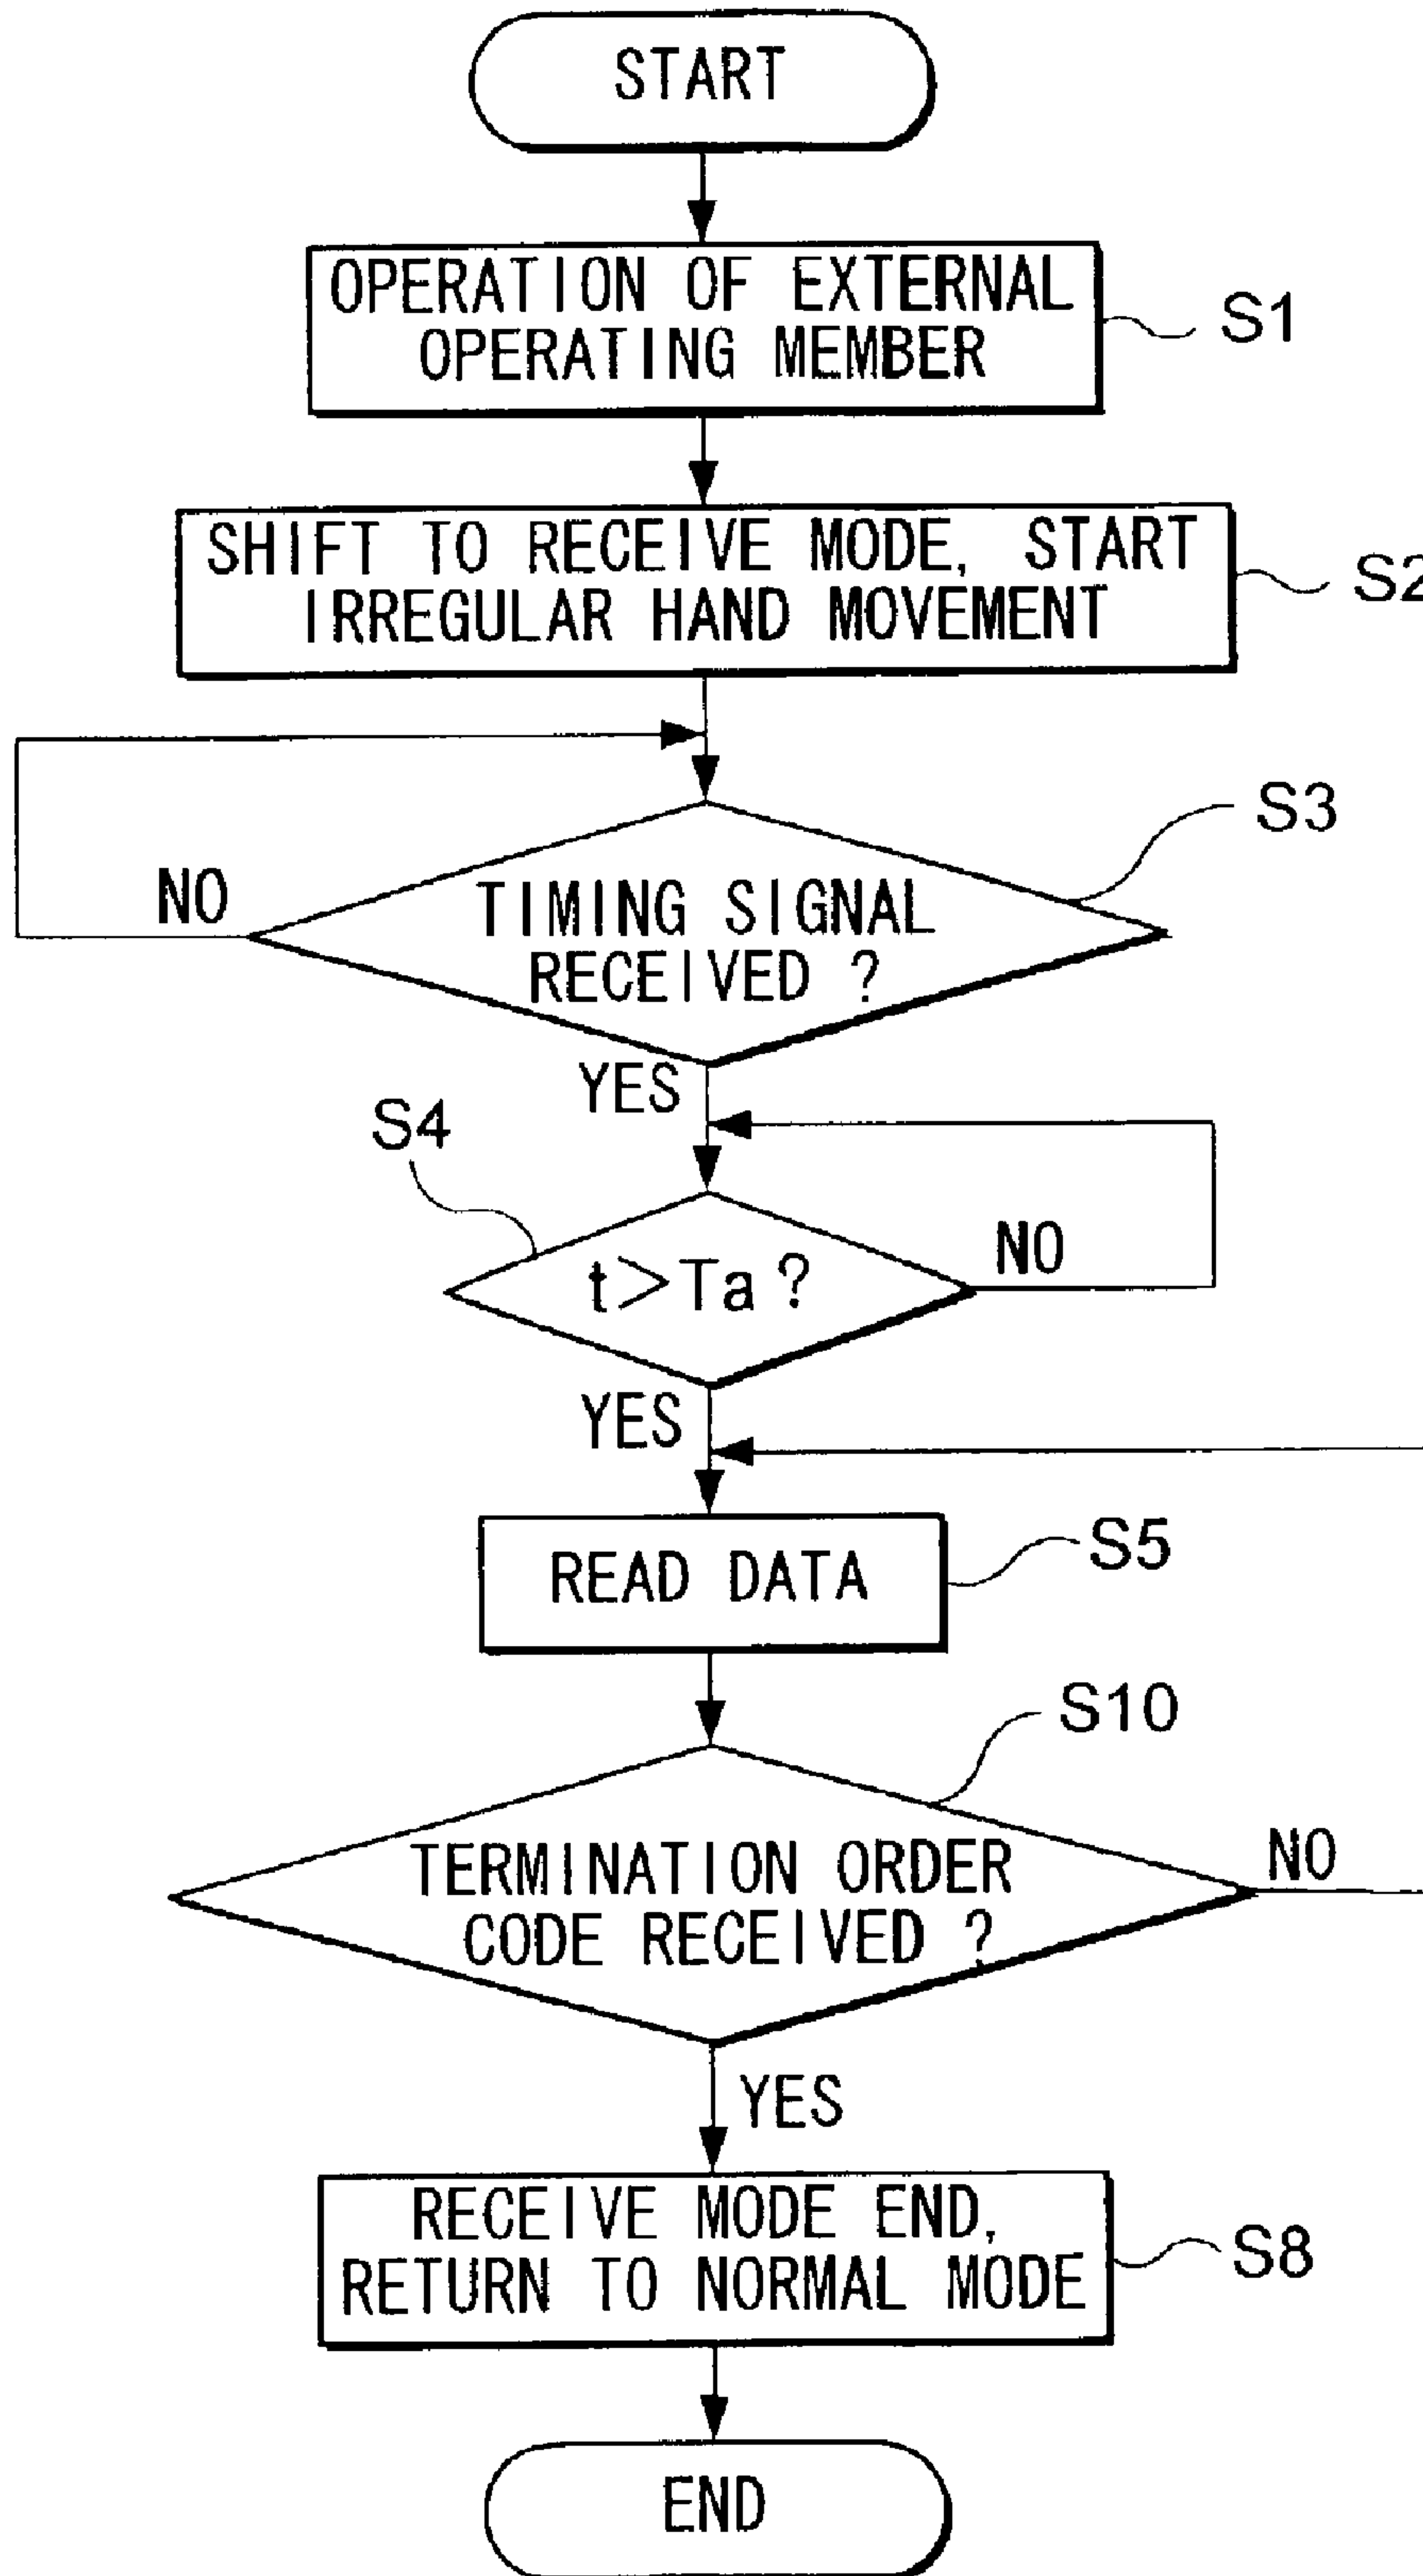 START
OPERATION OF EXTERNAL
OPERATING MEMBER
S1
SHIFT TO RECEIVE MODE, START
IRREGULAR HAND MOVEMENT
S2
S3
NO
TIMING SIGNAL
RECEIVED ?
YES
S4
t>Ta ?
NO
YES
READ DATA
S5
S10
TERMINATION ORDER
CODE RECEIVED ?
NO
YES
RECEIVE MODE END,
RETURN TO NORMAL MODE
S8
END